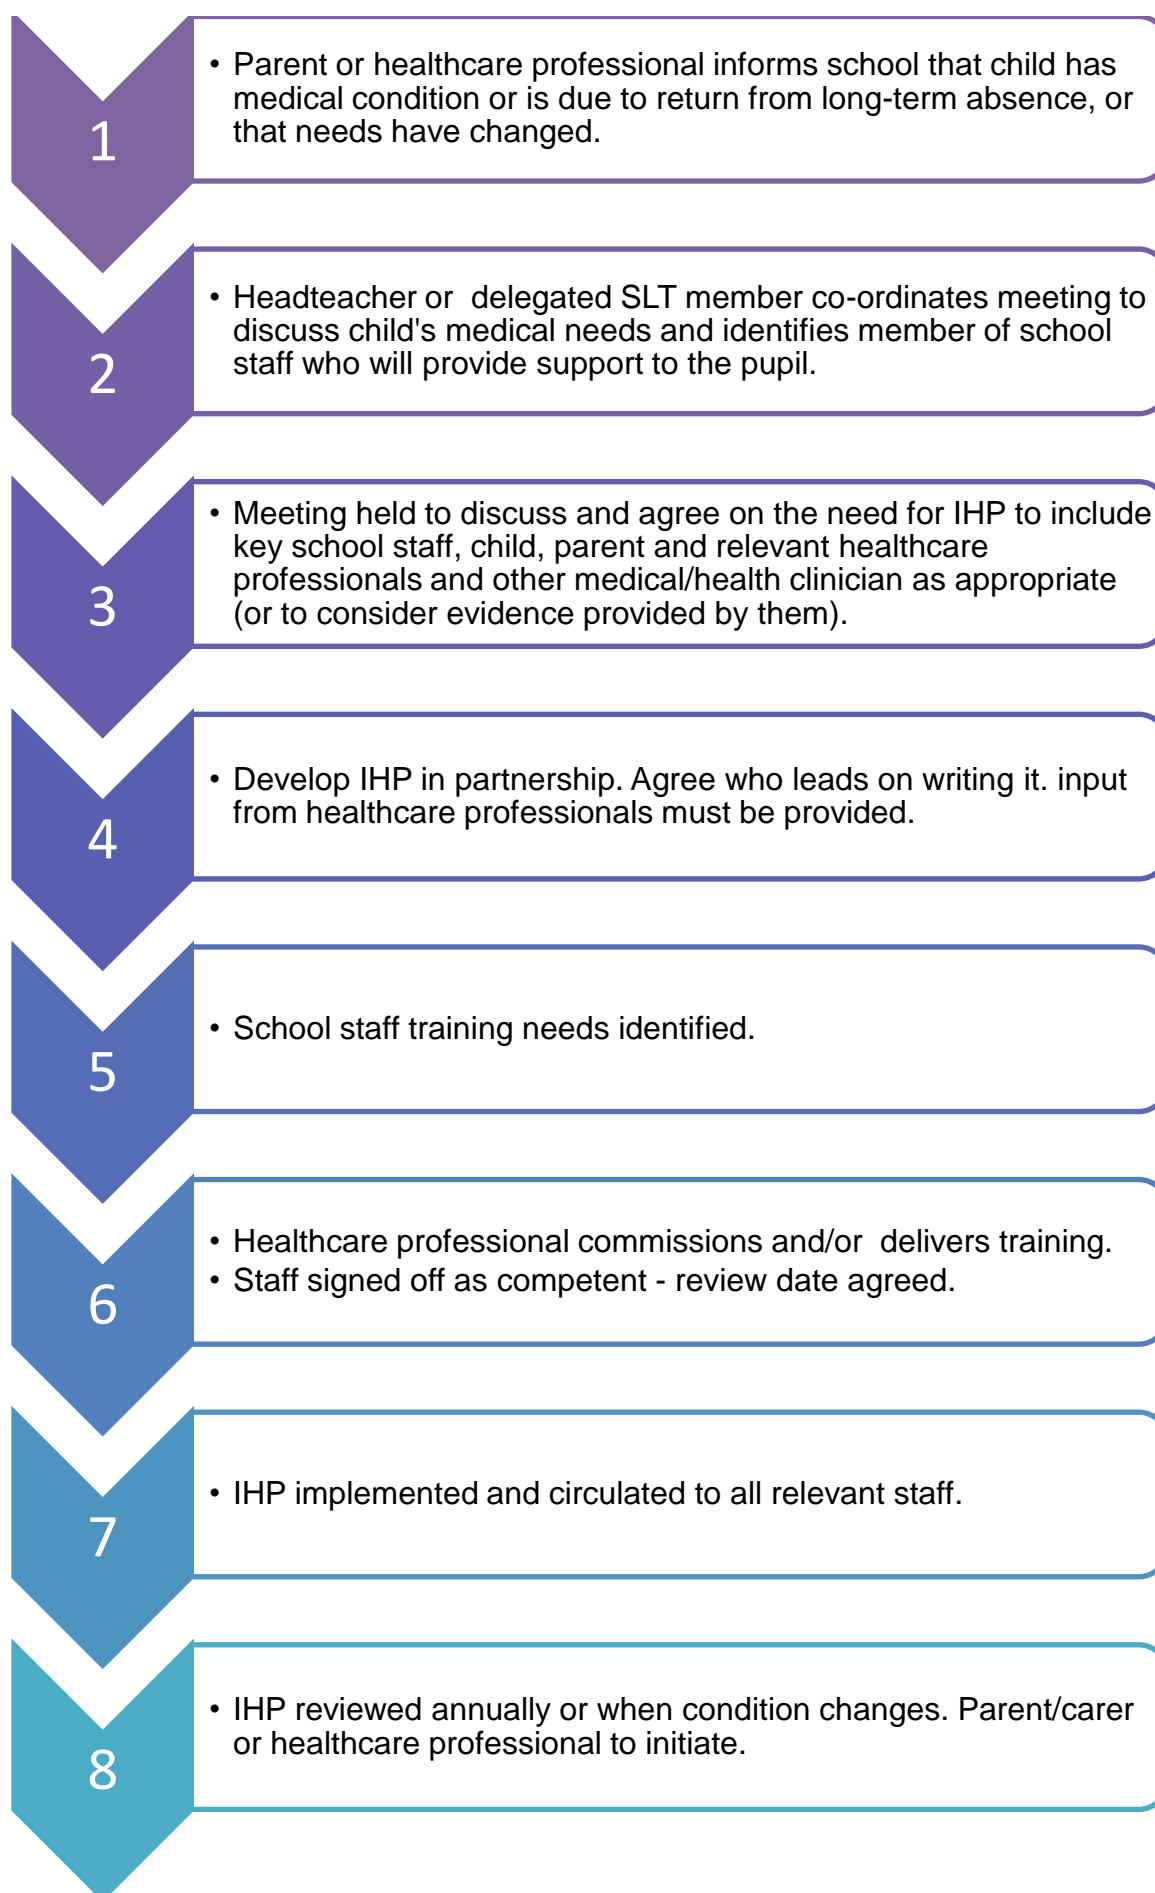 1
• Parent or healthcare professional informs school that child has
medical condition or is due to return from long-term absence, or
that needs have changed.
2
• Headteacher or  delegated SLT member co-ordinates meeting to
discuss child's medical needs and identifies member of school
staff who will provide support to the pupil.
3
• Meeting held to discuss and agree on the need for IHP to include
key school staff, child, parent and relevant healthcare
professionals and other medical/health clinician as appropriate
(or to consider evidence provided by them).
4
• Develop IHP in partnership. Agree who leads on writing it. input
from healthcare professionals must be provided.
5
• School staff training needs identified.
6
• Healthcare professional commissions and/or  delivers training.
• Staff signed off as competent - review date agreed.
7
• IHP implemented and circulated to all relevant staff.
8
• IHP reviewed annually or when condition changes. Parent/carer
or healthcare professional to initiate.